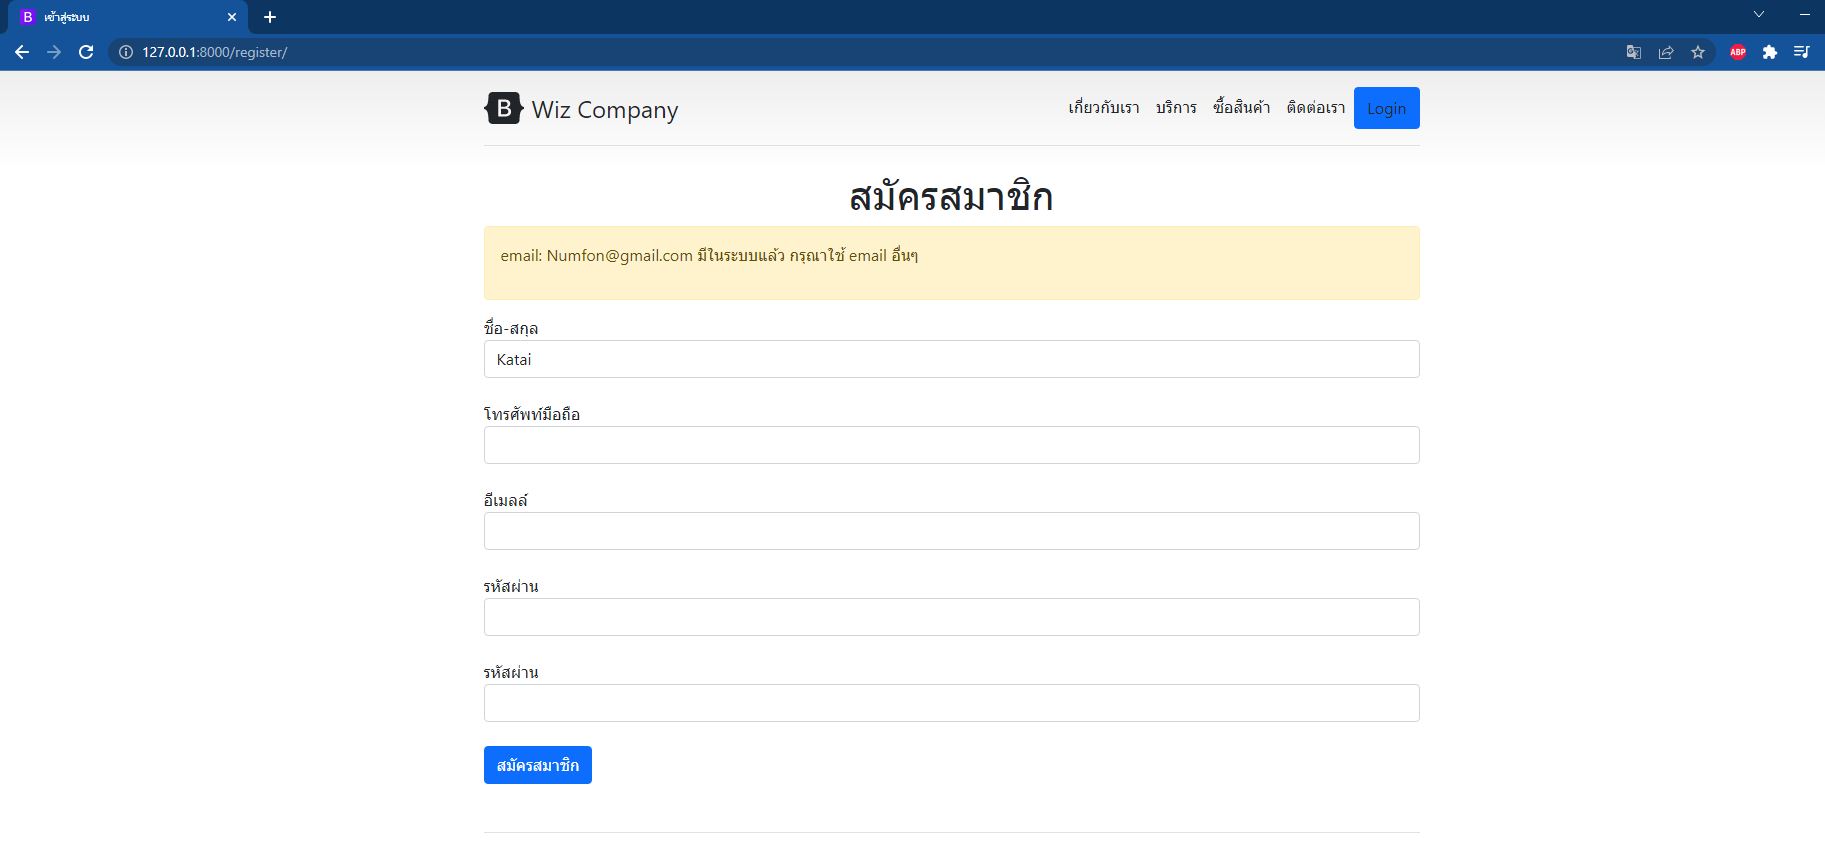 เข้าสู่ระบบ
127.0.0.1:8000/register/
ABP
B Wiz Company เกี่ยวกับเรา บริการ ซื้อสินค้า ติดต่อเรา Login
สมัครสมาชิก
email: Numfon@gmail.com มีในระบบแล้ว กรุณาใช้ email อื่นๆ
ชื่อ-สกุล
Katai
โทรศัพท์มือถือ
อีเมลล์
รหัสผ่าน
รหัสผ่าน
สมัครสมาชิก